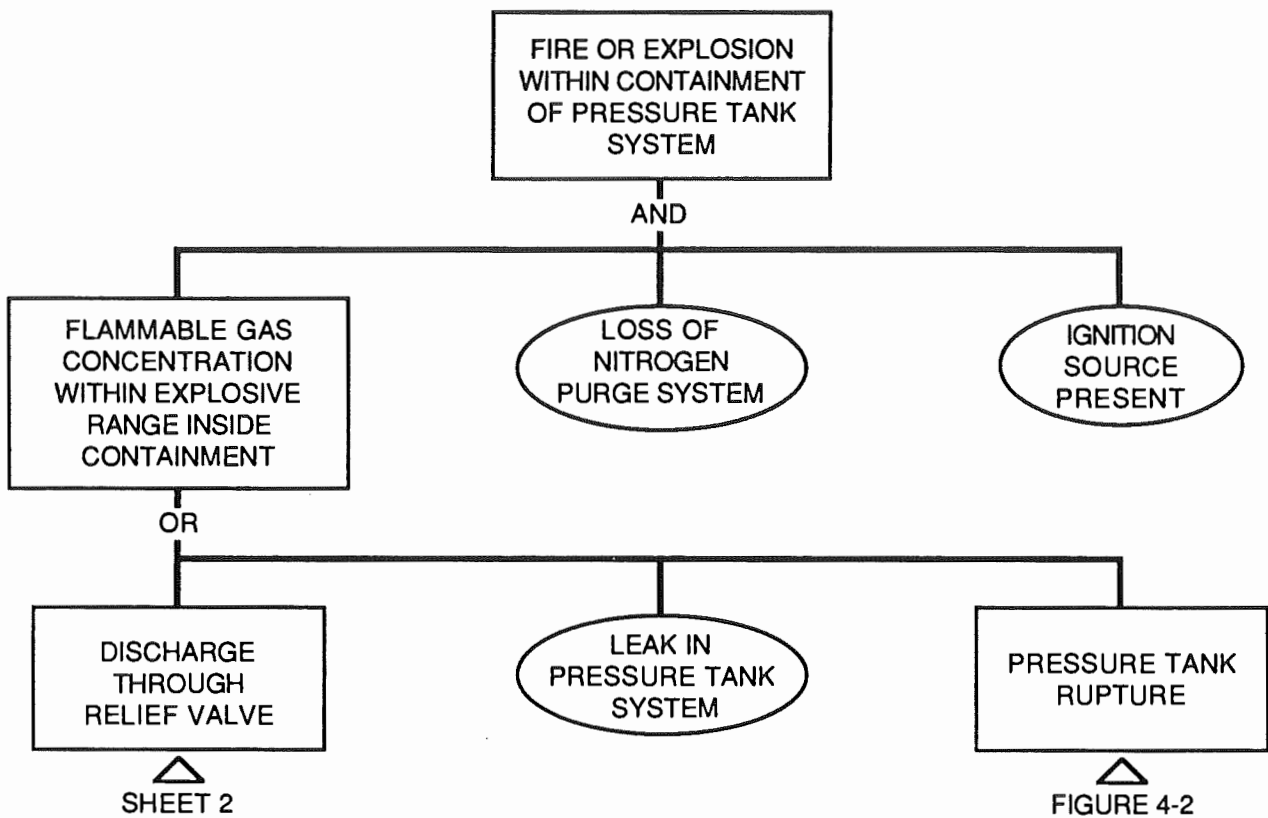 FIRE OR EXPLOSION
WITHIN CONTAINMENT
OF PRESSURE TANK
SYSTEM
AND
FLAMMABLE GAS
CONCENTRATION
WITHIN EXPLOSIVE
RANGE INSIDE
CONTAINMENT
LOSS OF
NITROGEN
PURGE SYSTEM
IGNITION
SOURCE
PRESENT
OR
DISCHARGE
THROUGH
RELIEF VALVE
LEAK IN
PRESSURE TANK
SYSTEM
PRESSURE TANK
RUPTURE
SHEET 2
FIGURE 4-2